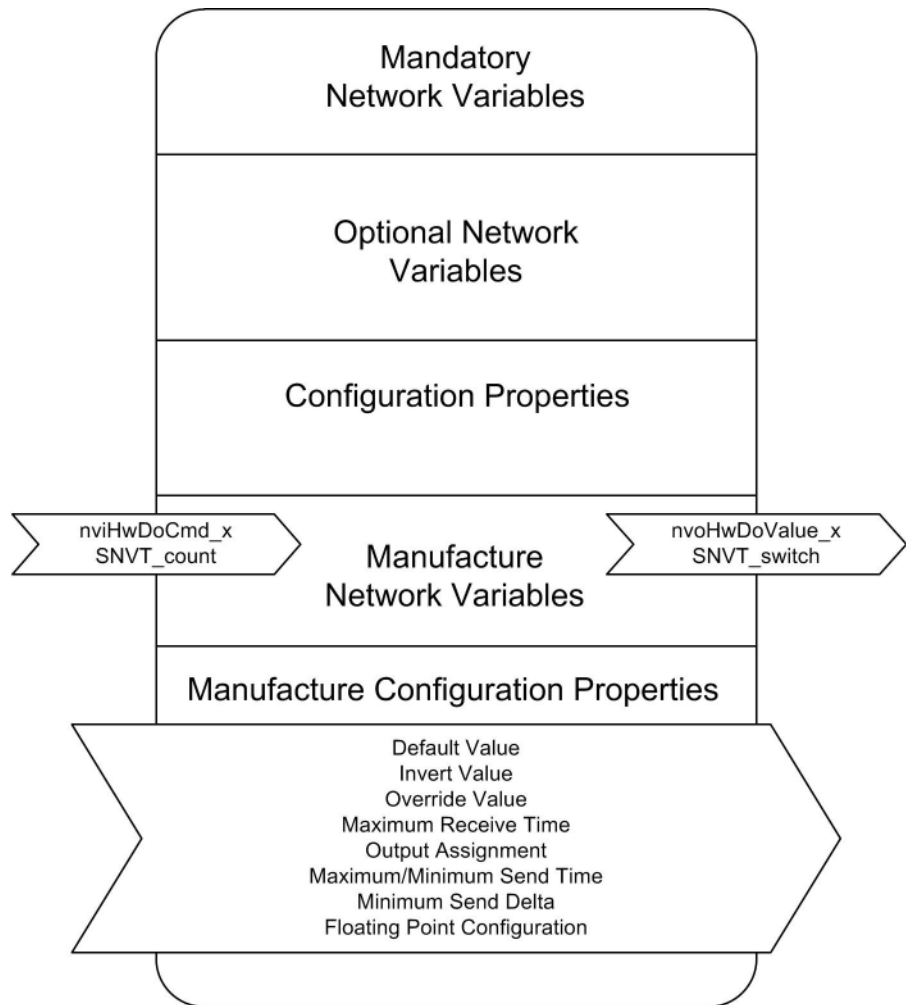 Mandatory
Network Variables
Optional Network
Variables
Configuration Properties
nviHwDoCmd_x
SNVT_count
nvoHwDoValue_x
SNVT_switch
Manufacture
Network Variables
Manufacture Configuration Properties
Default Value
Invert Value
Override Value
Maximum Receive Time
Output Assignment
Maximum/Minimum Send Time
Minimum Send Delta
Floating Point Configuration